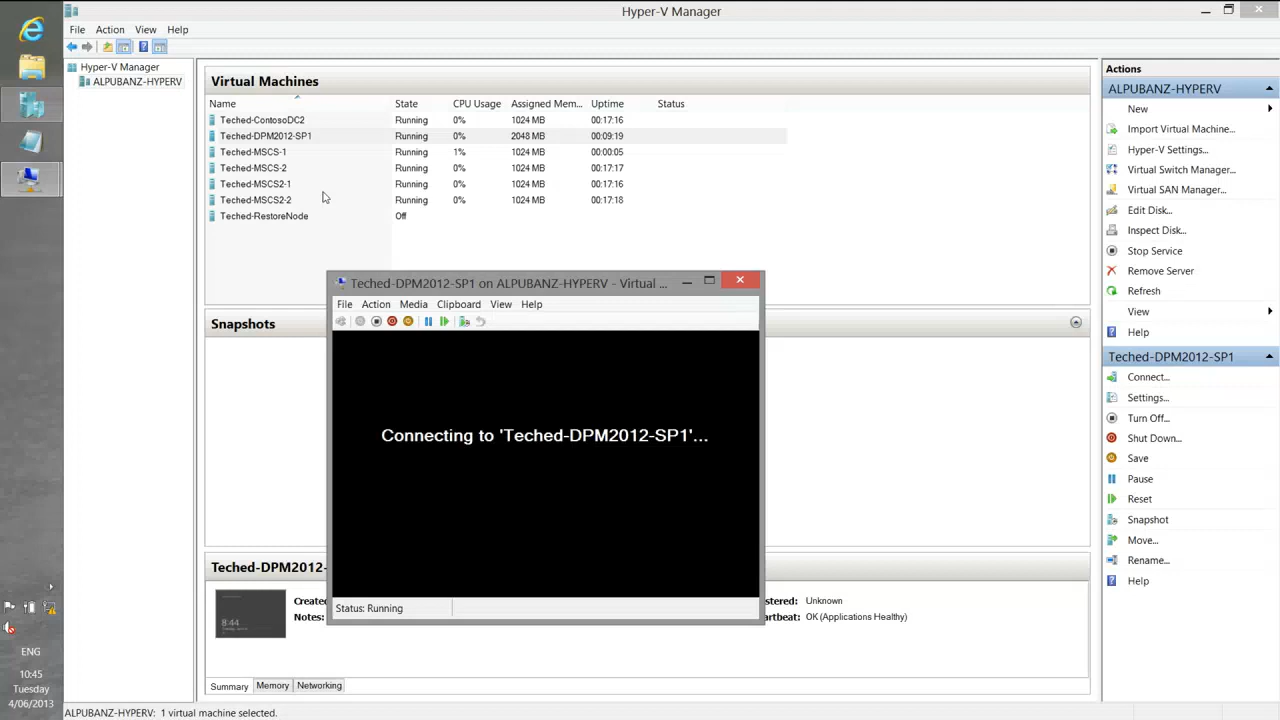 Hyper-V Manager
File Action View Help
Hyper-V Manager
ALPUBANZ-HYPERV
Virtual Machines
Name State CPU Usage Assigned Mem... Uptime Status
Teched-ContosoDC2 Running 0% 1024 MB 00:17:16
Teched-DPM2012-SP1 Running 0% 2048 MB 00:09:19
Teched-MSCS-1 Running 1% 1024 MB 00:00:05
Teched-MSCS-2 Running 0% 1024 MB 00:17:17
Teched-MSCS2-1 Running 0% 1024 MB 00:17:16
Teched-MSCS2-2 Running 0% 1024 MB 00:17:18
Teched-RestoreNode Off
Teched-DPM2012-SP1 on ALPUBANZ-HYPERV - Virtual ...
File Action Media Clipboard View Help
Connecting to 'Teched-DPM2012-SP1'...
Status: Running
Snapshots
Teched-DPM2012-
8:44
Create
Notes:
stered: Unknown
artbeat: OK (Applications Healthy)
Summary Memory Networking
Actions
ALPUBANZ-HYPERV
New
Import Virtual Machine...
Hyper-V Settings...
Virtual Switch Manager...
Virtual SAN Manager...
Edit Disk...
Inspect Disk...
Stop Service
Remove Server
Refresh
View
Help
Teched-DPM2012-SP1
Connect...
Settings...
Turn Off...
Shut Down...
Save
Pause
Reset
Snapshot
Move...
Rename...
Help
ENG
10:45
Tuesday
4/06/2013
ALPUBANZ-HYPERV: 1 virtual machine selected.